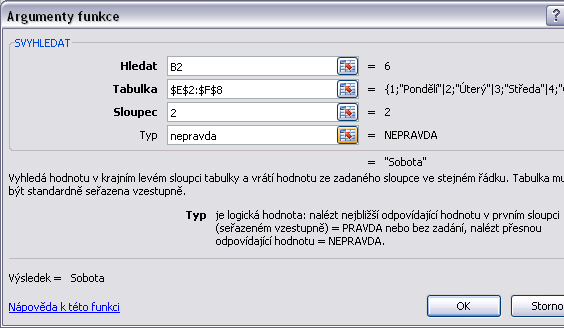 Argumenty funkce
SVYHLEDAT
Hledat B2 = 6
Tabulka $E$2:$F$8 = {1;"Pondělí"|2;"Úterý"|3;"Středa"|4;"
Sloupec 2 = 2
Typ nepravda = NEPRAVDA
= "Sobota"
Vyhledá hodnotu v krajním levém sloupci tabulky a vrátí hodnotu ze zadaného sloupce ve stejném řádku. Tabulka mu
být standardně seřazena vzestupně.
Typ je logická hodnota: nalézt nejbližší odpovídající hodnotu v prvním sloupci
(seřazeném vzestupně) = PRAVDA nebo bez zadání, nalézt přesnou
odpovídající hodnotu = NEPRAVDA.
Výsledek = Sobota
Nápověda k této funkci
OK
Storno